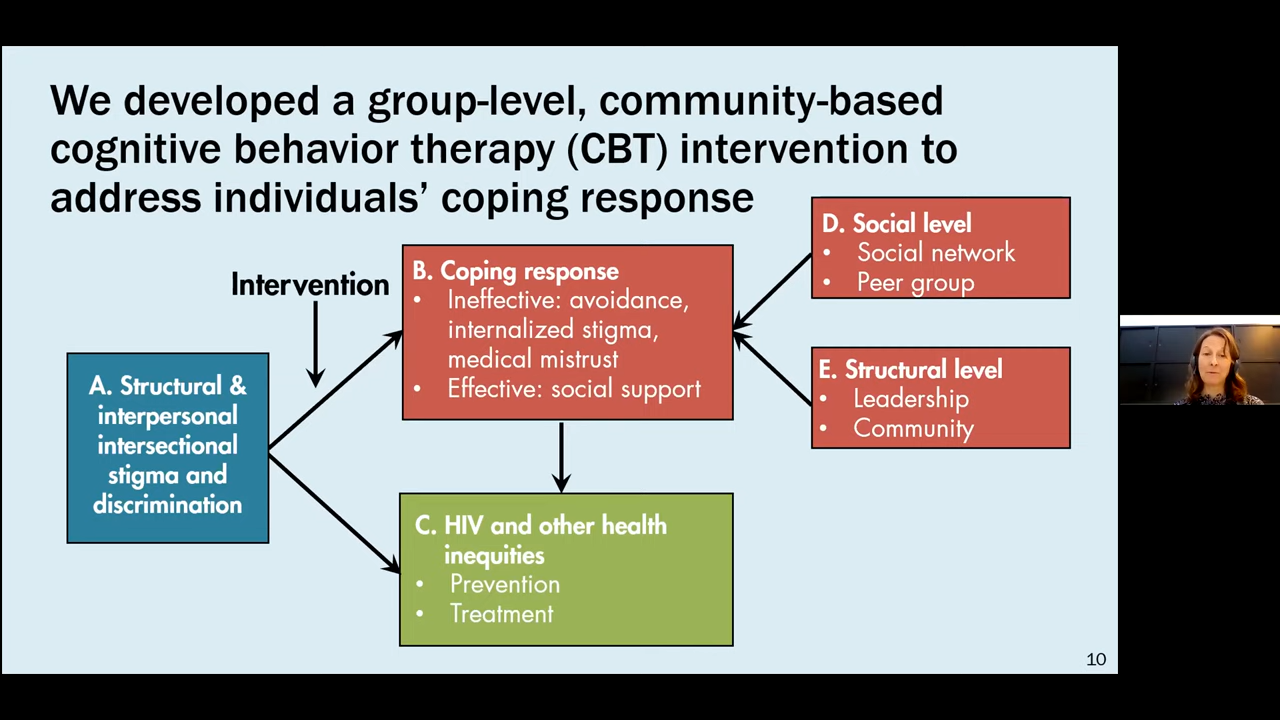 We developed a group-level, community-based
cognitive behavior therapy (CBT) intervention to
address individuals’ coping response
Intervention
A. Structural &
interpersonal
intersectional
stigma and
discrimination
B. Coping response
• Ineffective: avoidance,
internalized stigma,
medical mistrust
• Effective: social support
C. HIV and other health
inequities
• Prevention
• Treatment
D. Social level
• Social network
• Peer group
E. Structural level
• Leadership
• Community
10